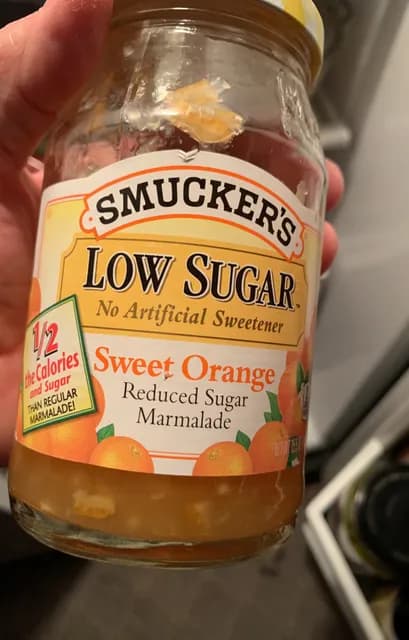 SMUCKER'S
LOW SUGAR™
No Artificial Sweetener
1/2
the Calories
and Sugar
THAN REGULAR
MARMALADE!
Sweet Orange
Reduced Sugar
Marmalade